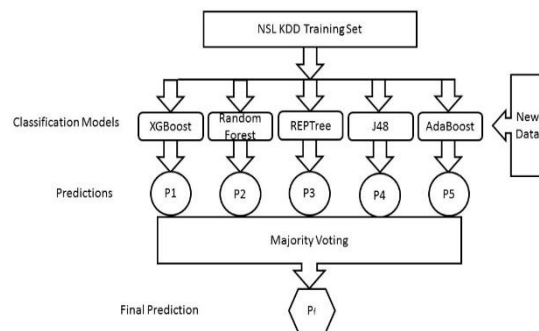 NSL KDD Training Set
Classification Models
XGBoost
Random
Forest
REPTree
J48
AdaBoost
New
Data
Predictions
P1
P2
P3
P4
P5
Majority Voting
Final Prediction
Pf